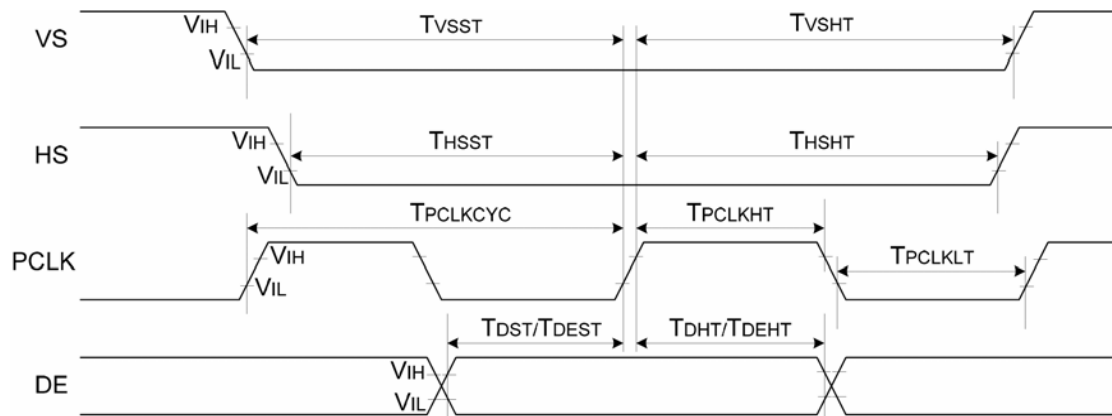 VS VIH TVSST TVSHT
VIL
HS VIH THSST THSHT
VIL
TPCLKCYC TPCLKHT
PCLK VIH TPCLKLT
VIL
TDST/TDEST TDHT/TDEHT
DE VIH
VIL